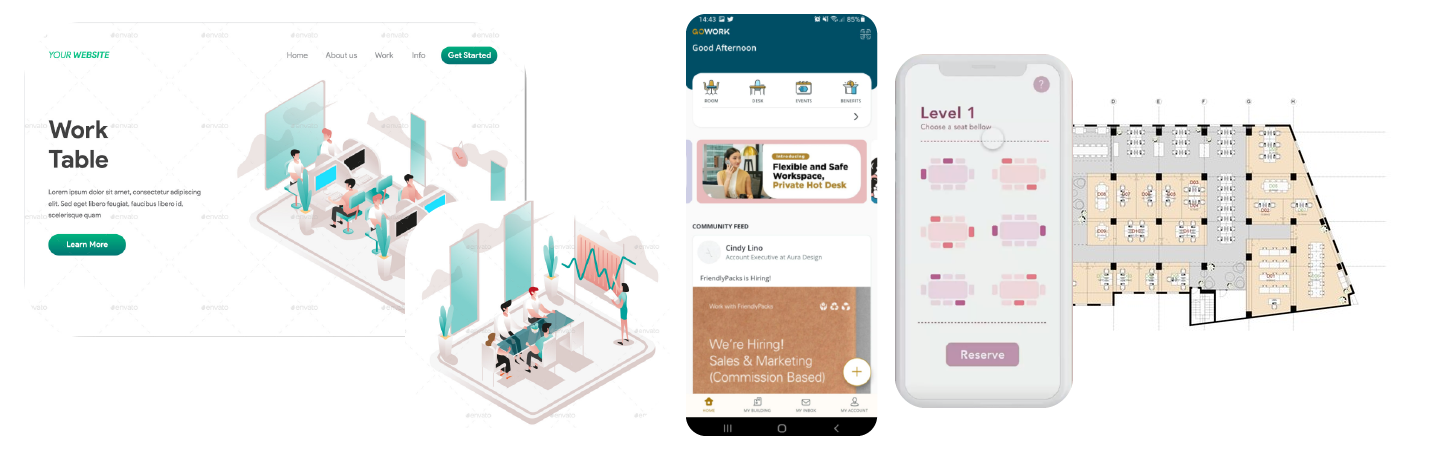 YOUR WEBSITE
Home About us Work Info Get Started
Work
Table
Lorem ipsum dolor sit amet, consectetur adipiscing
elit. Sed eget libero feugiat, faucibus libero id,
scelerisque quam
Learn More
@envato
14:43
85%
GOWORK
Good Afternoon
ROOM DESK EVENTS BENEFITS
Introducing
Flexible and Safe
Workspace,
Private Hot Desk
COMMUNITY FEED
Cindy Lino
Account Executive at Aura Design
FriendlyPacks is Hiring!
Work with FriendlyPacks
We're Hiring!
Sales & Marketing
(Commission Based)
+
HOME MY BUILDING MY INBOX MY ACCOUNT
?
Level 1
Choose a seat bellow
Reserve
D E F G H